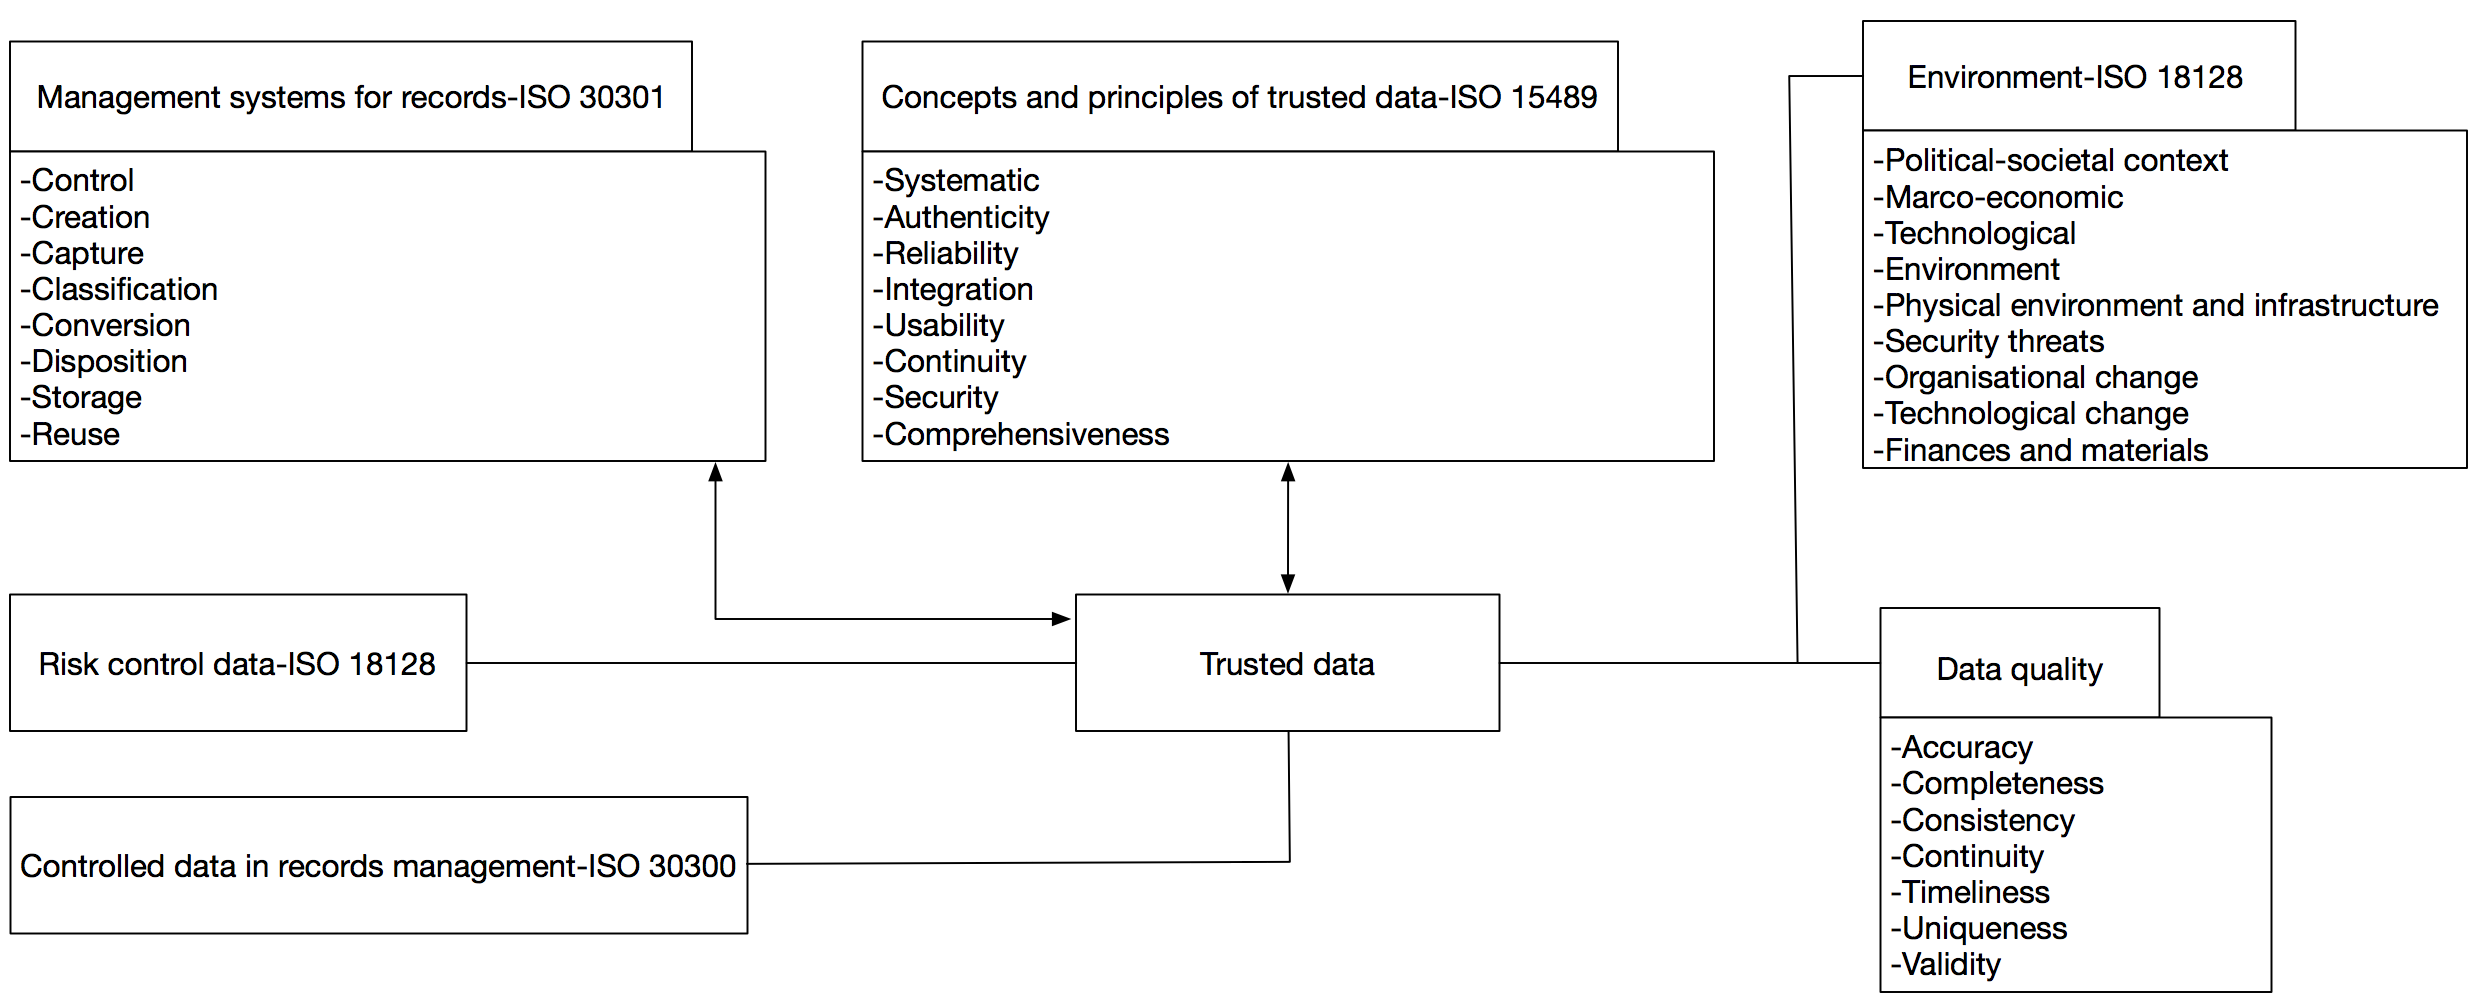 Management systems for records-ISO 30301
-Control
-Creation
-Capture
-Classification
-Conversion
-Disposition
-Storage
-Reuse
Concepts and principles of trusted data-ISO 15489
-Systematic
-Authenticity
-Reliability
-Integration
-Usability
-Continuity
-Security
-Comprehensiveness
Environment-ISO 18128
-Political-societal context
-Marco-economic
-Technological
-Environment
-Physical environment and infrastructure
-Security threats
-Organisational change
-Technological change
-Finances and materials
Risk control data-ISO 18128
Trusted data
Data quality
-Accuracy
-Completeness
-Consistency
-Continuity
-Timeliness
-Uniqueness
-Validity
Controlled data in records management-ISO 30300